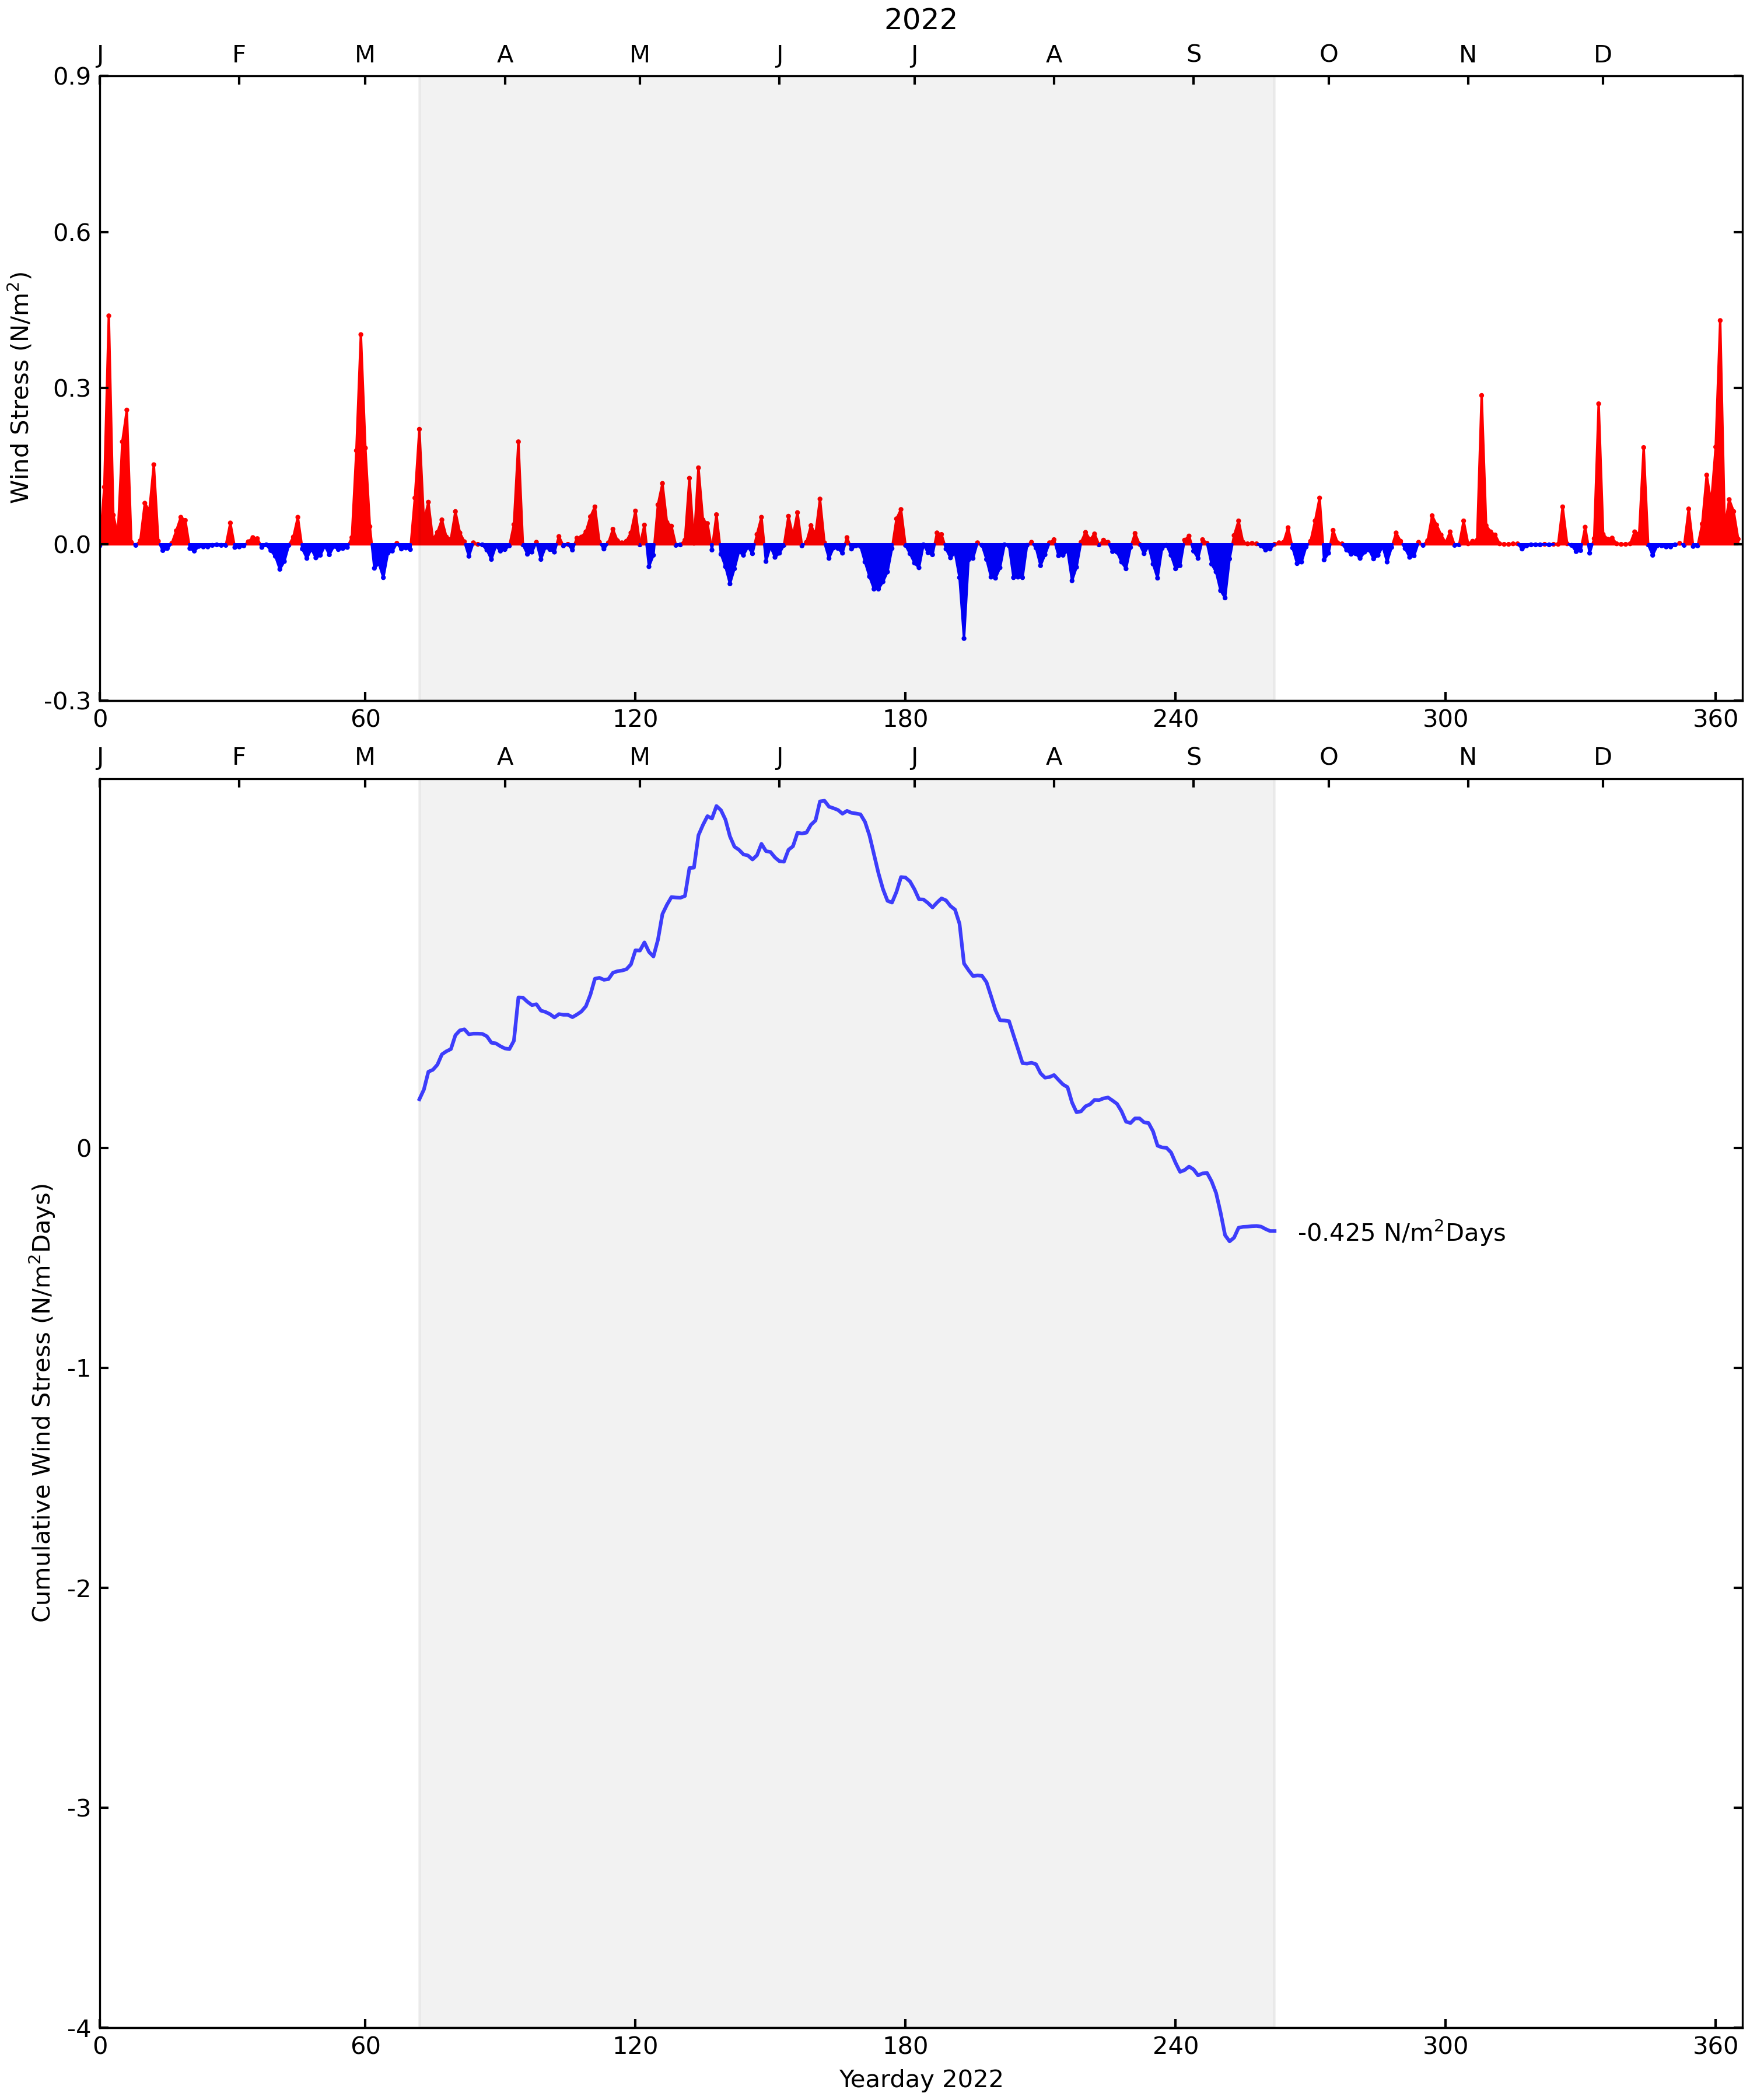 2022
J F M A M J J A S O N D
0.9
0.6
0.3
0.0
-0.3
Wind Stress (N/m²)
0 60 120 180 240 300 360
J F M A M J J A S O N D
0
-1
-2
-3
-4
Cumulative Wind Stress (N/m²Days)
-0.425 N/m²Days
0 60 120 180 240 300 360
Yearday 2022